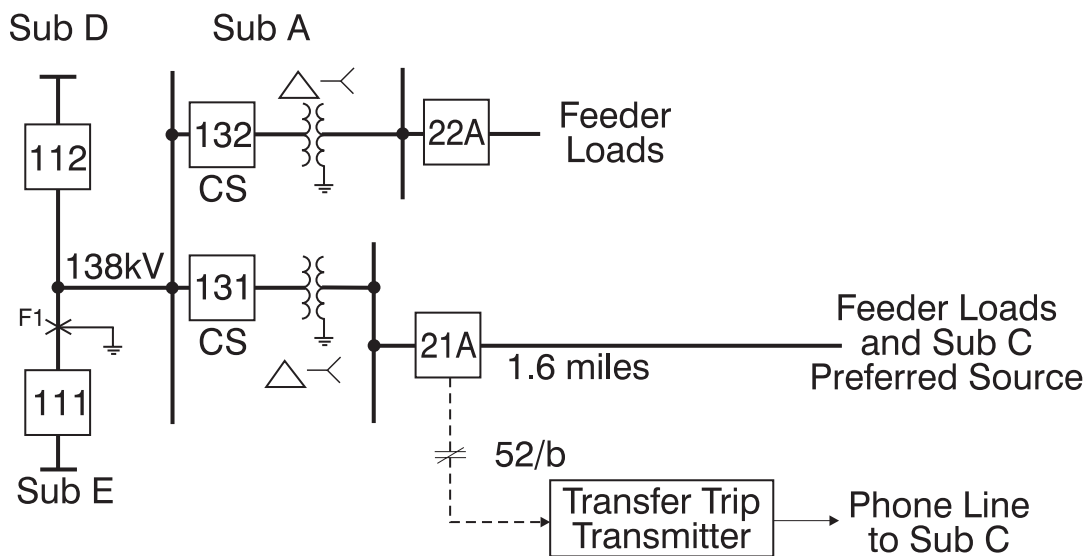 Sub D
Sub A
132
CS
22A
Feeder
Loads
112
138kV
131
CS
F1
21A
1.6 miles
Feeder Loads
and Sub C
Preferred Source
111
Sub E
52/b
Transfer Trip
Transmitter
Phone Line
to Sub C